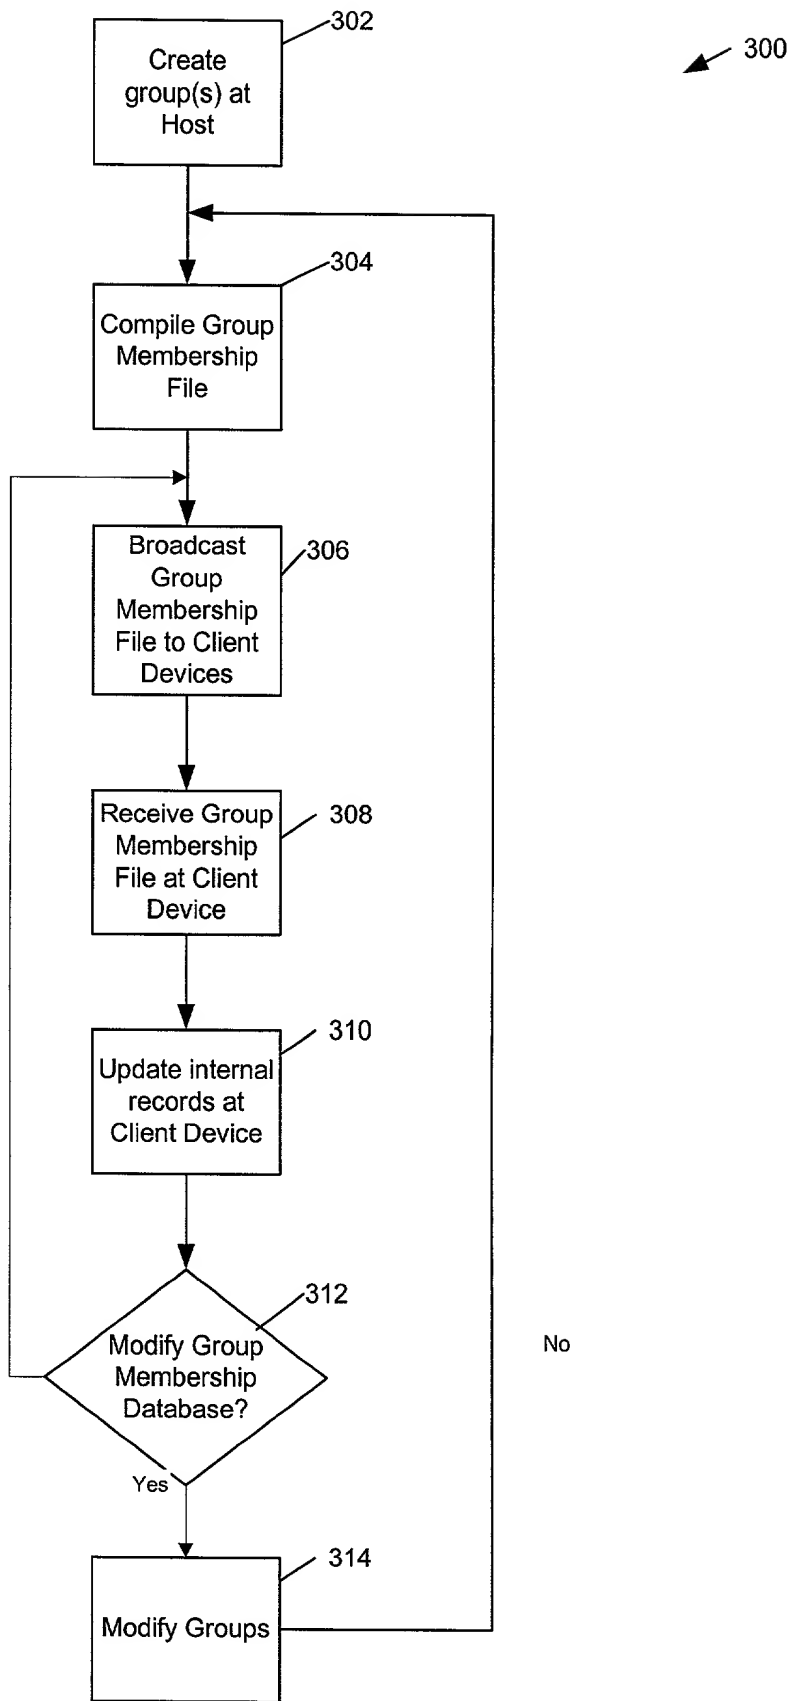 302
300
Create
group(s) at
Host
304
Compile Group
Membership
File
306
Broadcast
Group
Membership
File to Client
Devices
308
Receive Group
Membership
File at Client
Device
310
Update internal
records at
Client Device
312
Modify Group
Membership
Database?
No
Yes
314
Modify Groups